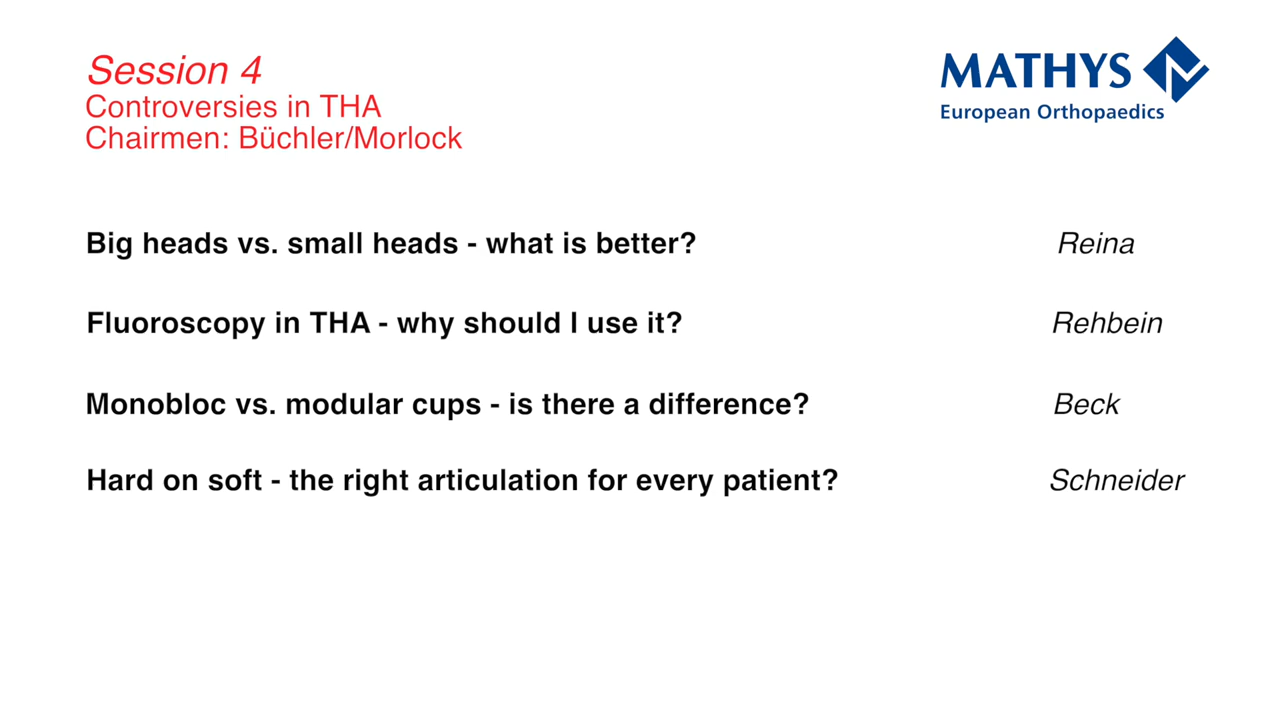 Session 4
Controversies in THA
Chairmen: Büchler/Morlock
MATHYS
European Orthopaedics
Big heads vs. small heads - what is better? Reina
Fluoroscopy in THA - why should I use it? Rehbein
Monobloc vs. modular cups - is there a difference? Beck
Hard on soft - the right articulation for every patient? Schneider